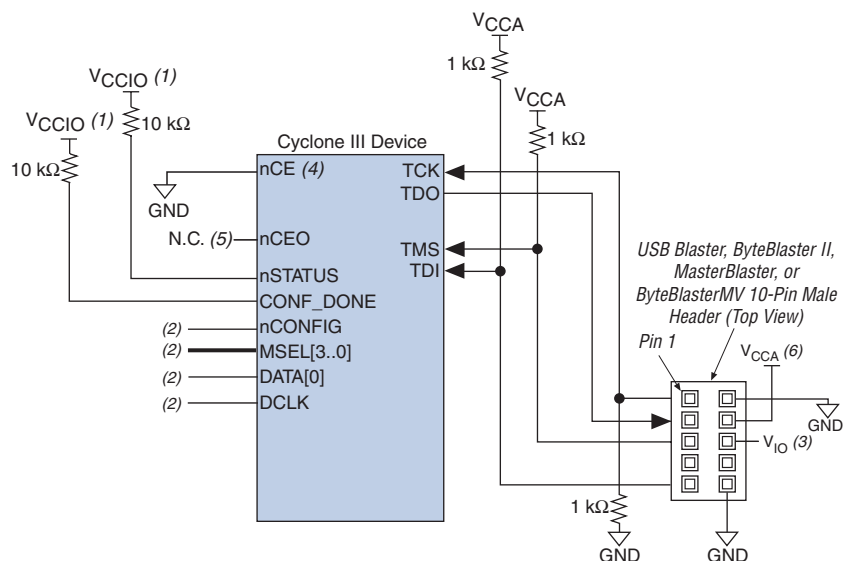 VCCA
1 kΩ
VCCIO (1)
VCCA
VCCIO (1)
10 kΩ
1 kΩ
Cyclone III Device
10 kΩ
nCE (4)
TCK
TDO
GND
N.C. (5)
nCEO
TMS
TDI
USB Blaster, ByteBlaster II,
MasterBlaster, or
ByteBlasterMV 10-Pin Male
Header (Top View)
nSTATUS
CONF_DONE
(2)
nCONFIG
(2)
MSEL[3..0]
(2)
DATA[0]
(2)
DCLK
Pin 1
VCCA (6)
GND
VIO (3)
1 kΩ
GND
GND